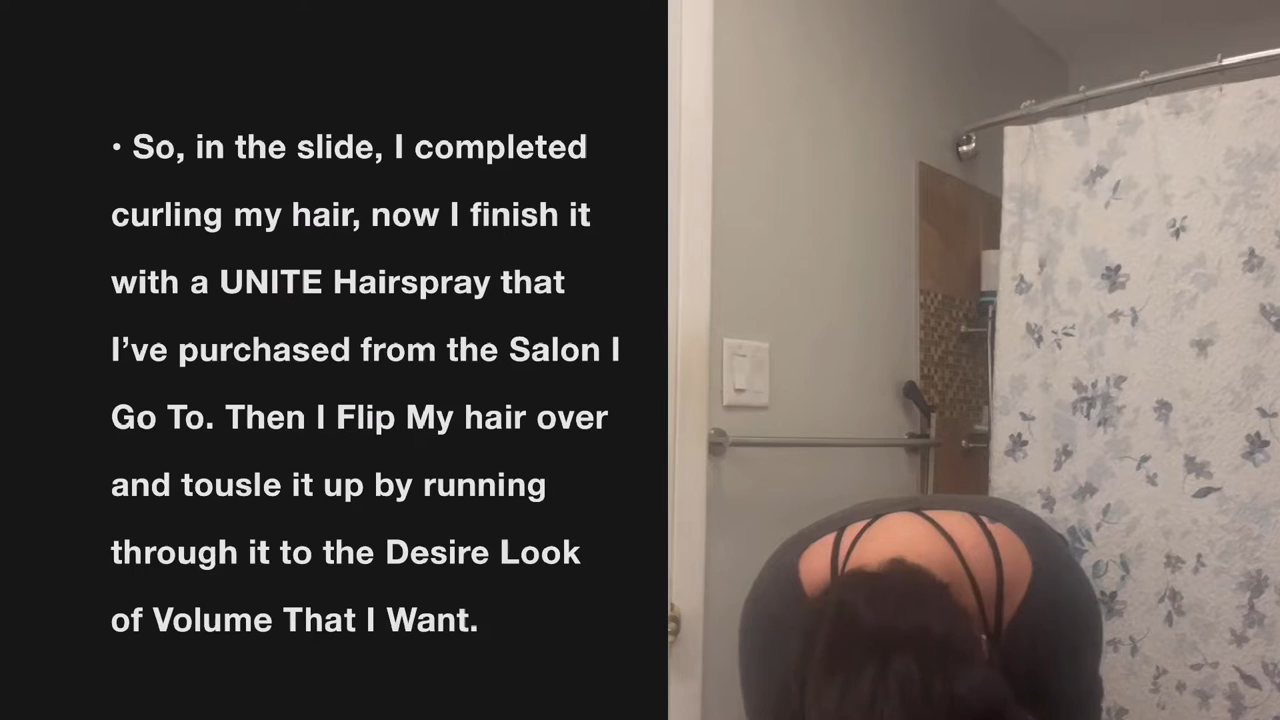 • So, in the slide, I completed
curling my hair, now I finish it
with a UNITE Hairspray that
I’ve purchased from the Salon I
Go To. Then I Flip My hair over
and tousle it up by running
through it to the Desire Look
of Volume That I Want.